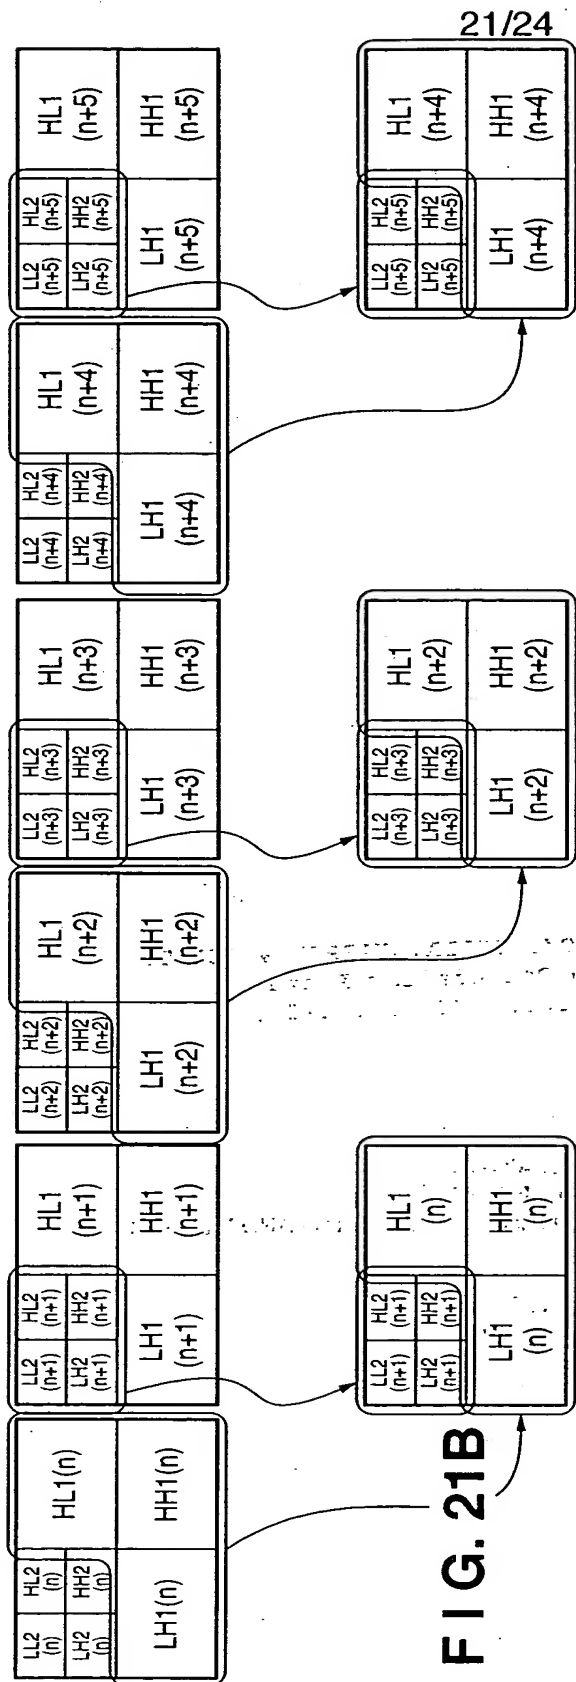 21/24
LL2 (n) HL2 (n) HL1(n)
LH2 (n) HH2 (n)
LH1(n) HH1(n)
LL2 (n+1) HL2 (n+1) HL1 (n+1)
LH2 (n+1) HH2 (n+1)
LH1 (n+1) HH1 (n+1)
LL2 (n+2) HL2 (n+2) HL1 (n+2)
LH2 (n+2) HH2 (n+2)
LH1 (n+2) HH1 (n+2)
LL2 (n+3) HL2 (n+3) HL1 (n+3)
LH2 (n+3) HH2 (n+3)
LH1 (n+3) HH1 (n+3)
LL2 (n+4) HL2 (n+4) HL1 (n+4)
LH2 (n+4) HH2 (n+4)
LH1 (n+4) HH1 (n+4)
LL2 (n+5) HL2 (n+5) HL1 (n+5)
LH2 (n+5) HH2 (n+5)
LH1 (n+5) HH1 (n+5)
LL2 (n+1) HL2 (n+1) HL1 (n)
LH2 (n+1) HH2 (n+1)
LH1 (n) HH1 (n)
LL2 (n+3) HL2 (n+3) HL1 (n+2)
LH2 (n+3) HH2 (n+3)
LH1 (n+2) HH1 (n+2)
LL2 (n+5) HL2 (n+5) HL1 (n+4)
LH2 (n+5) HH2 (n+5)
LH1 (n+4) HH1 (n+4)
FIG. 21B